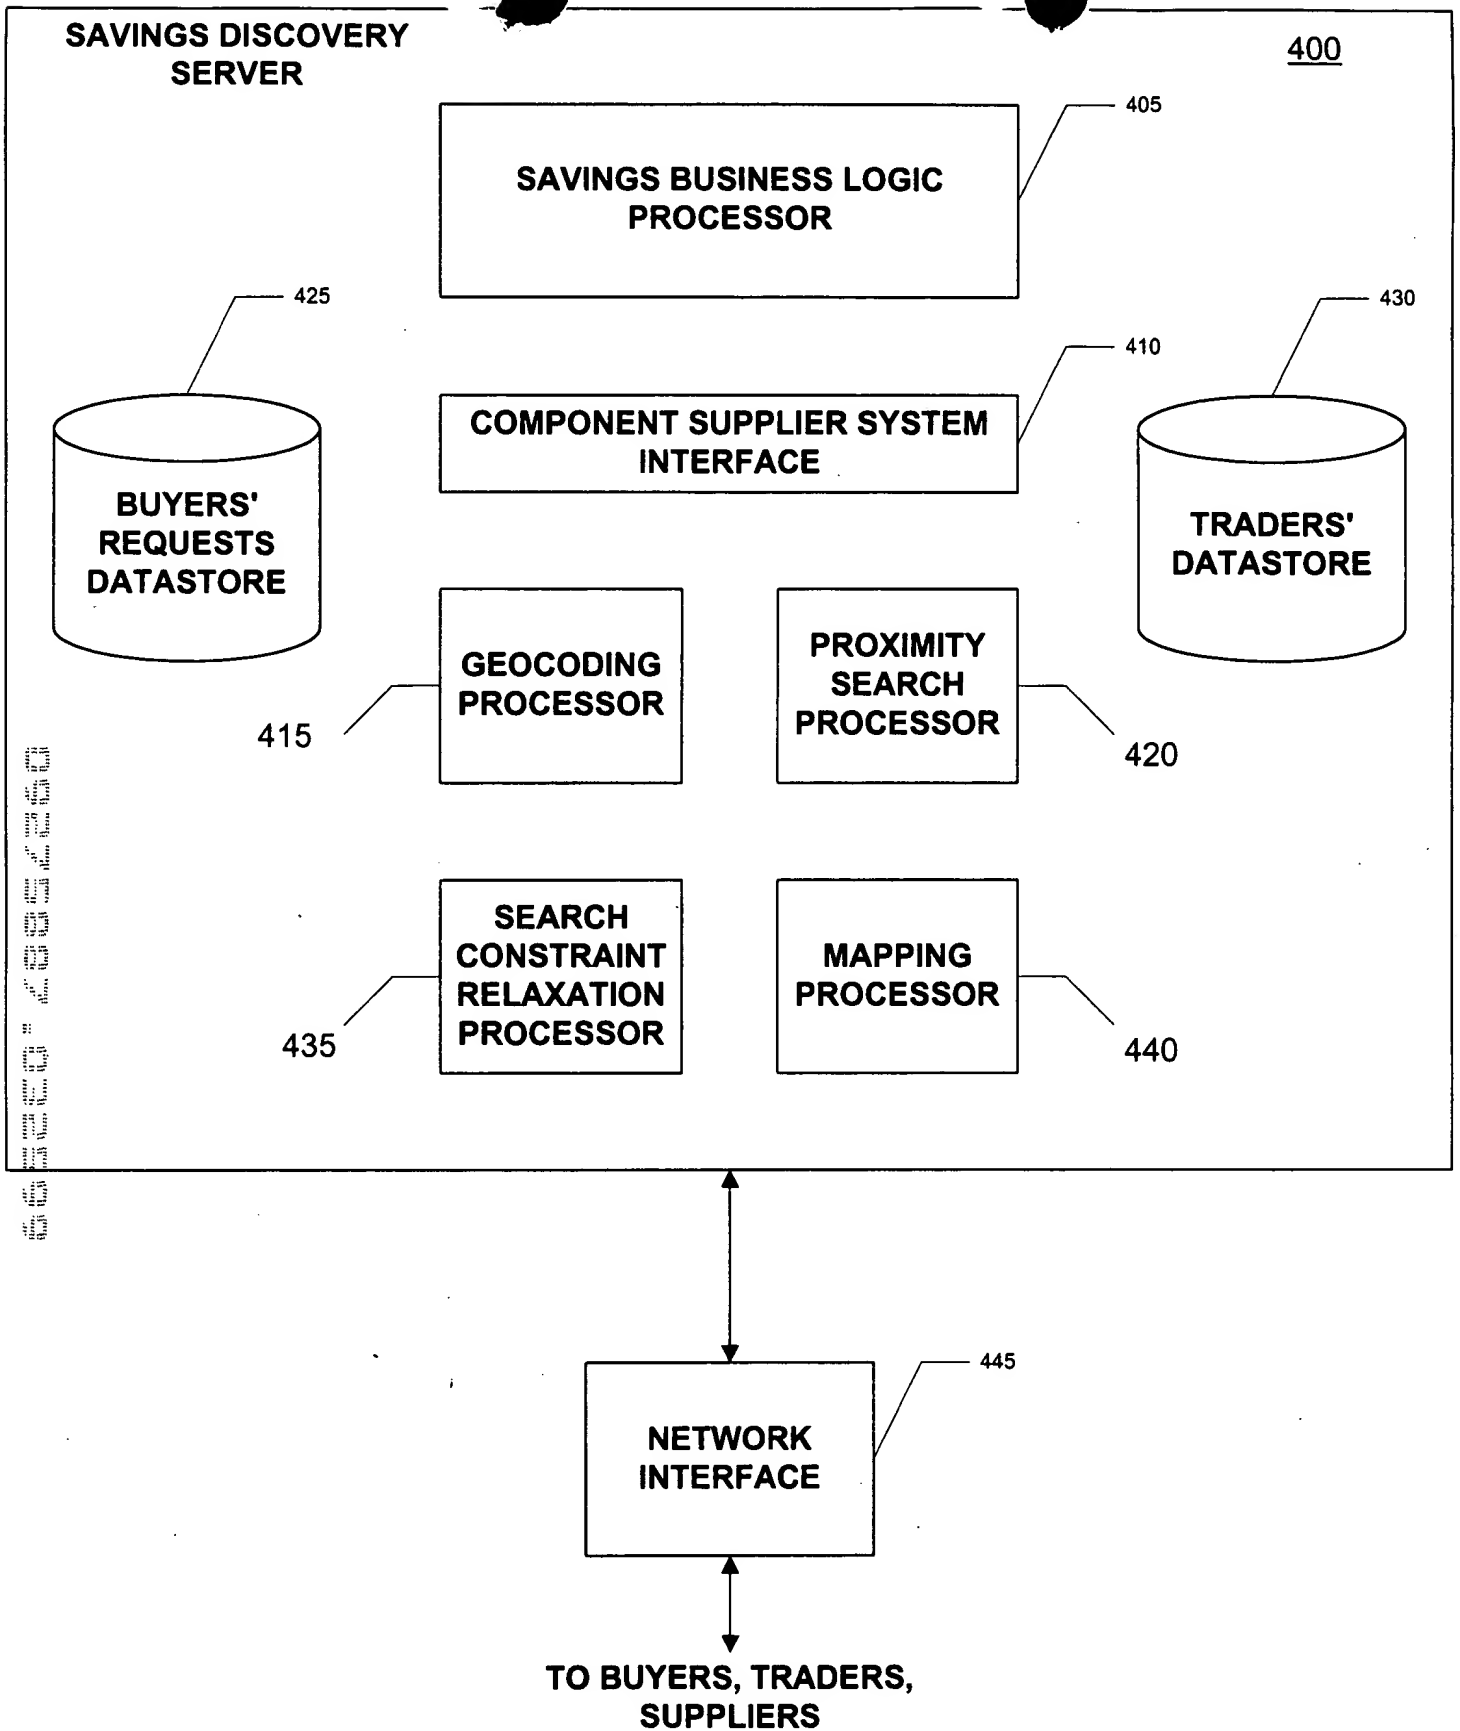 SAVINGS DISCOVERY
SERVER
400
405
SAVINGS BUSINESS LOGIC
PROCESSOR
425
430
410
COMPONENT SUPPLIER SYSTEM
INTERFACE
BUYERS'
REQUESTS
DATASTORE
TRADERS'
DATASTORE
GEOCODING
PROCESSOR
PROXIMITY
SEARCH
PROCESSOR
415
420
SEARCH
CONSTRAINT
RELAXATION
PROCESSOR
MAPPING
PROCESSOR
435
440
445
NETWORK
INTERFACE
TO BUYERS, TRADERS,
SUPPLIERS